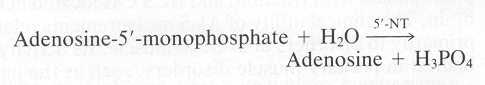 5′-NT
Adenosine-5′-monophosphate + H₂O ⟶
Adenosine + H₃PO₄